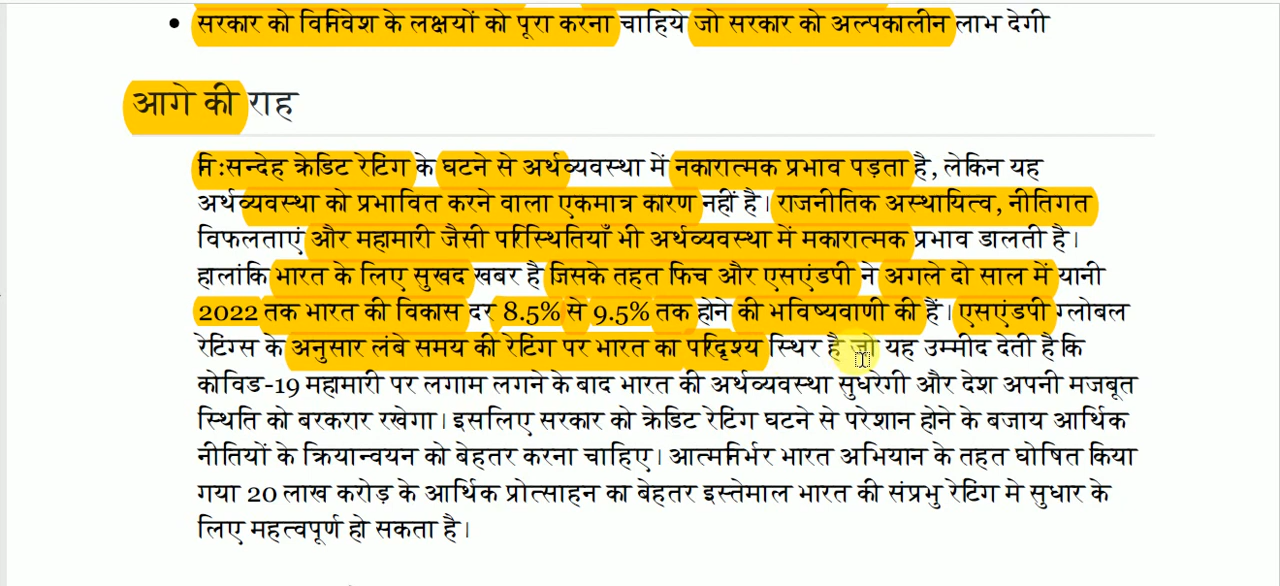 • सरकार को विनिवेश के लक्ष्यों को पूरा करना चाहिये जो सरकार को अल्पकालीन लाभ देगी
आगे की राह
नि:सन्देह क्रेडिट रेटिंग के घटने से अर्थव्यवस्था में नकारात्मक प्रभाव पड़ता है, लेकिन यह
अर्थव्यवस्था को प्रभावित करने वाला एकमात्र कारण नहीं है। राजनीतिक अस्थायित्व, नीतिगत
विफलताएं और महामारी जैसी परिस्थितियाँ भी अर्थव्यवस्था में मकारात्मक प्रभाव डालती है।
हालांकि भारत के लिए सुखद खबर है जिसके तहत फिच और एसएंडपी ने अगले दो साल में यानी
2022 तक भारत की विकास दर 8.5% से 9.5% तक होने की भविष्यवाणी की हैं। एसएंडपी ग्लोबल
रेटिंग्स के अनुसार लंबे समय की रेटिंग पर भारत का परिदृश्य स्थिर है जो यह उम्मीद देती है कि
कोविड-19 महामारी पर लगाम लगने के बाद भारत की अर्थव्यवस्था सुधरेगी और देश अपनी मजबूत
स्थिति को बरकरार रखेगा। इसलिए सरकार को क्रेडिट रेटिंग घटने से परेशान होने के बजाय आर्थिक
नीतियों के क्रियान्वयन को बेहतर करना चाहिए। आत्मनिर्भर भारत अभियान के तहत घोषित किया
गया 20 लाख करोड़ के आर्थिक प्रोत्साहन का बेहतर इस्तेमाल भारत की संप्रभु रेटिंग मे सुधार के
लिए महत्वपूर्ण हो सकता है।